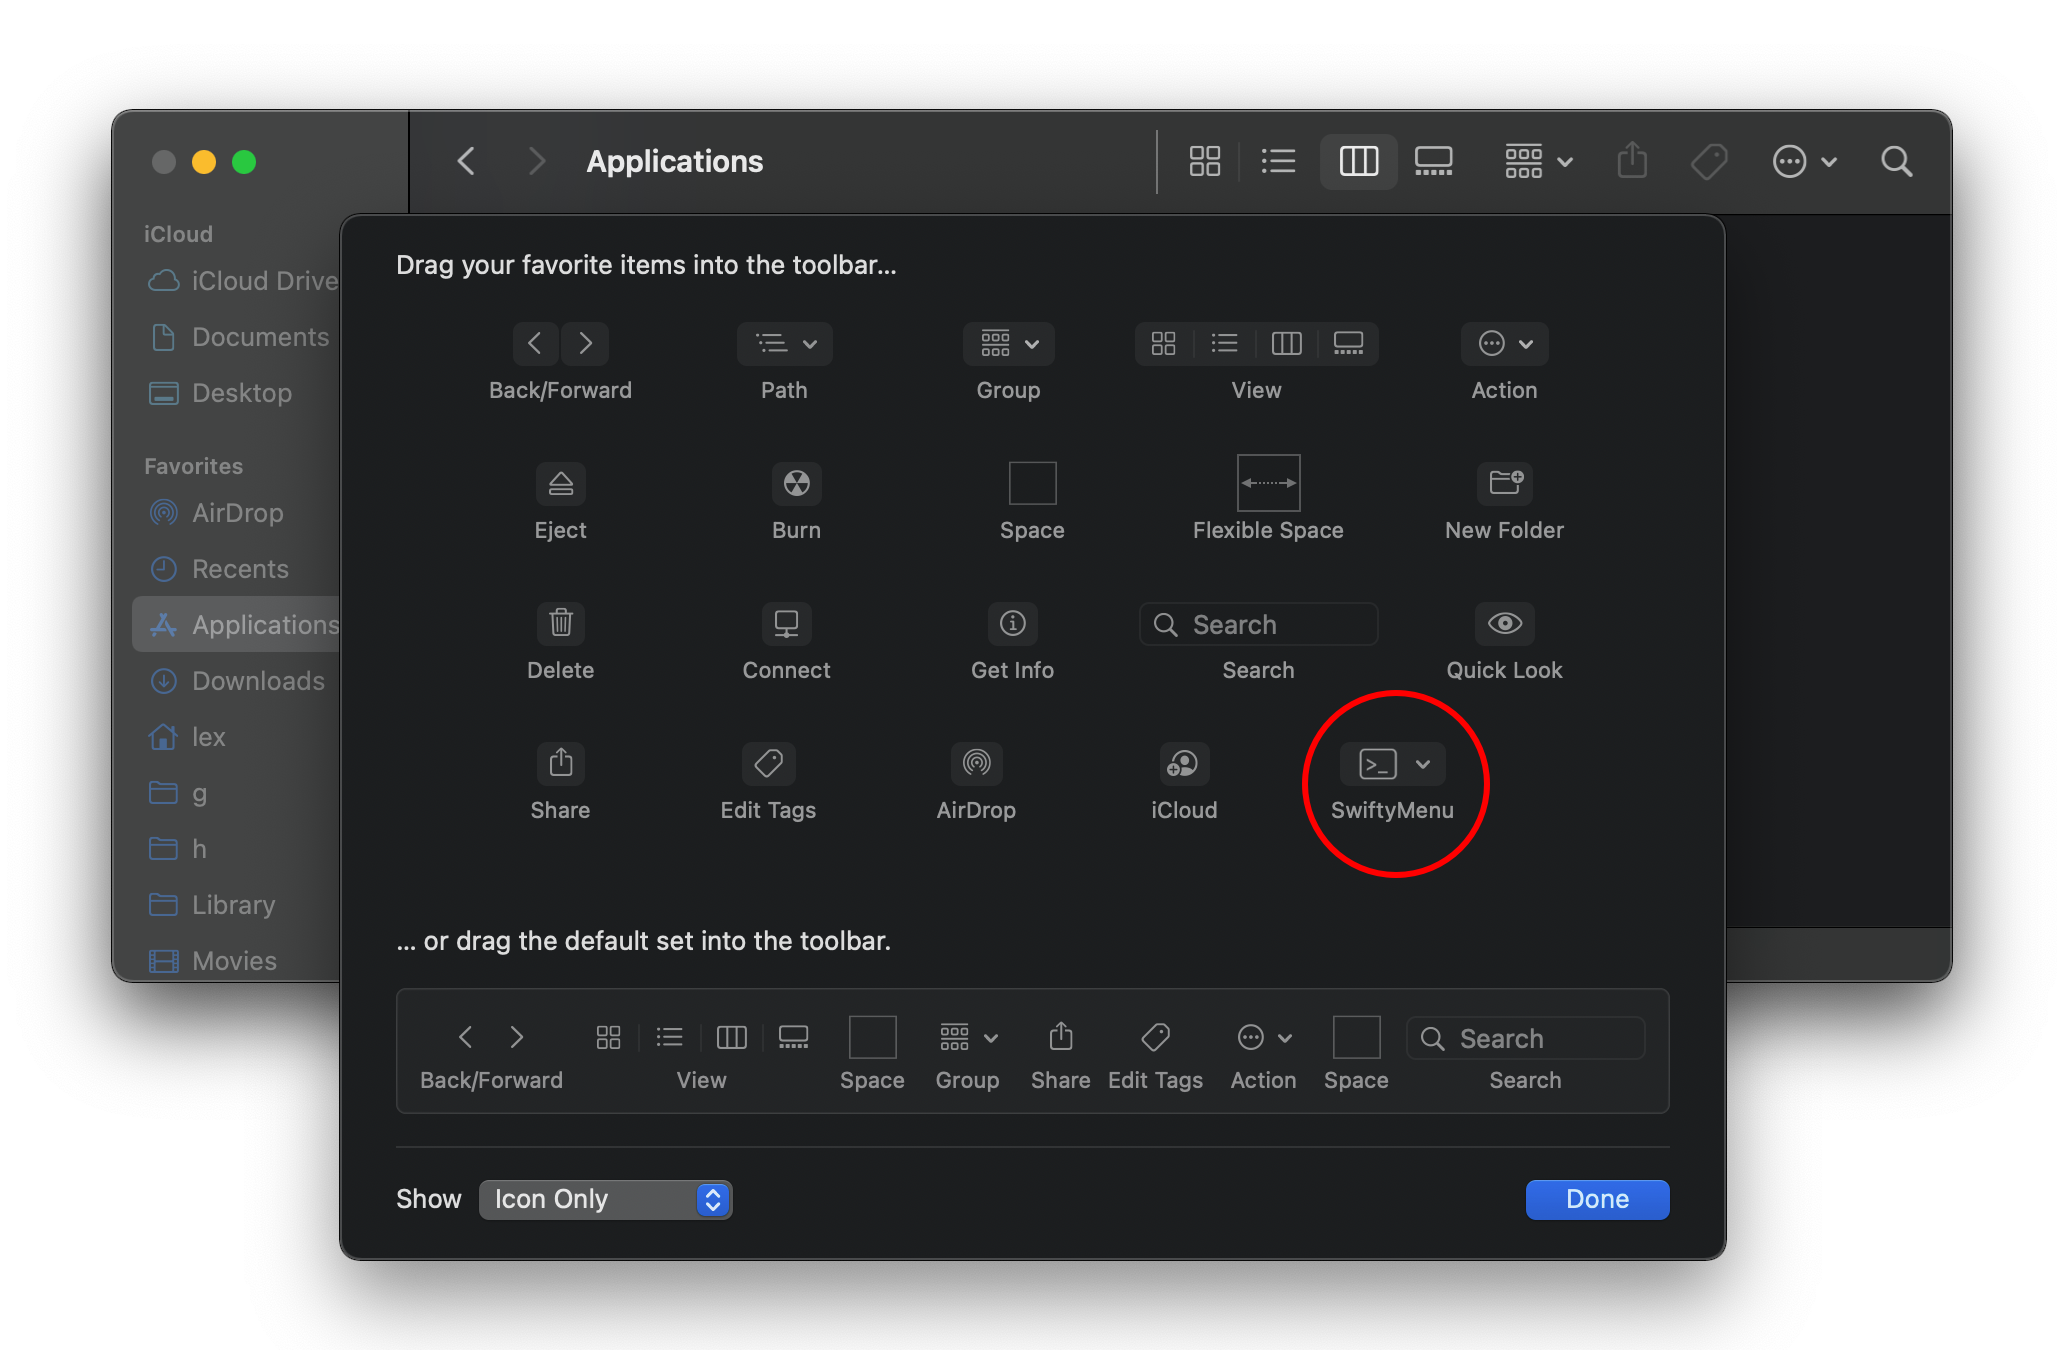 Applications
iCloud
iCloud Drive
Documents
Desktop
Favorites
AirDrop
Recents
Applications
Downloads
lex
g
h
Library
Movies
Drag your favorite items into the toolbar...
Back/Forward
Path
Group
View
Action
Eject
Burn
Space
Flexible Space
New Folder
Delete
Connect
Get Info
Search
Search
Quick Look
Share
Edit Tags
AirDrop
iCloud
SwiftyMenu
... or drag the default set into the toolbar.
Search
Back/Forward
View
Space
Group
Share
Edit Tags
Action
Space
Search
Show
Icon Only
Done